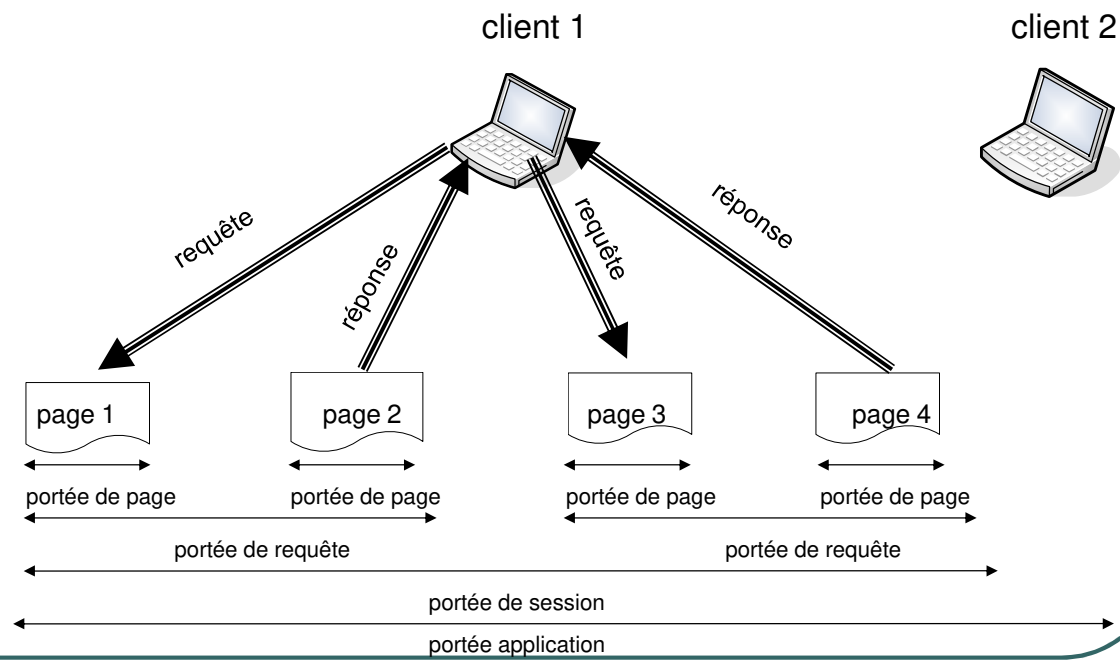 client 1
client 2
requête
réponse
requête
réponse
page 1
page 2
page 3
page 4
portée de page
portée de page
portée de page
portée de page
portée de requête
portée de requête
portée de session
portée application